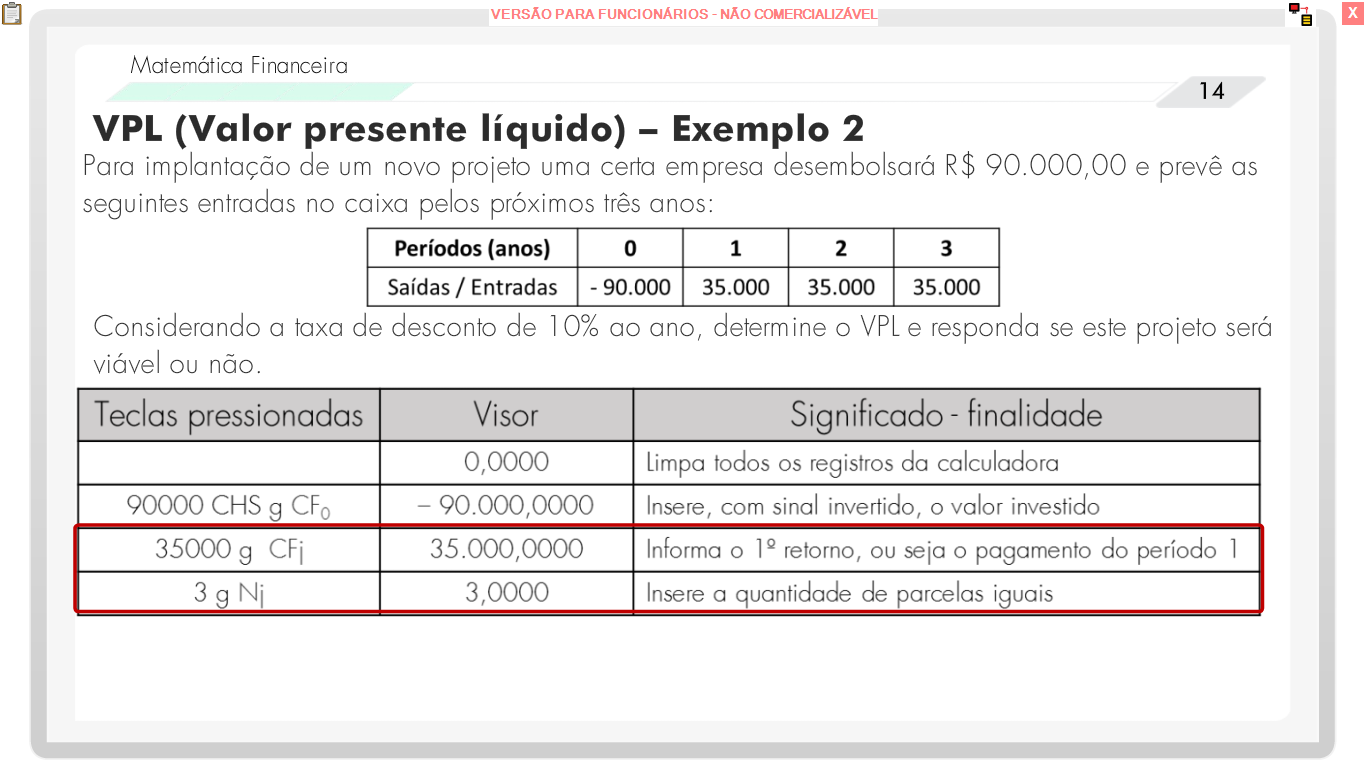 VERSÃO PARA FUNCIONÁRIOS - NÃO COMERCIALIZÁVEL
X
Matemática Financeira
14
VPL (Valor presente líquido) – Exemplo 2
Para implantação de um novo projeto uma certa empresa desembolsará R$ 90.000,00 e prevê as
seguintes entradas no caixa pelos próximos três anos:
Períodos (anos) 0 1 2 3
Saídas / Entradas - 90.000 35.000 35.000 35.000
Considerando a taxa de desconto de 10% ao ano, determine o VPL e responda se este projeto será
viável ou não.
Teclas pressionadas Visor Significado - finalidade
0,0000 Limpa todos os registros da calculadora
90000 CHS g CF₀ – 90.000,0000 Insere, com sinal invertido, o valor investido
35000 g CFj 35.000,0000 Informa o 1º retorno, ou seja o pagamento do período 1
3 g Nj 3,0000 Insere a quantidade de parcelas iguais